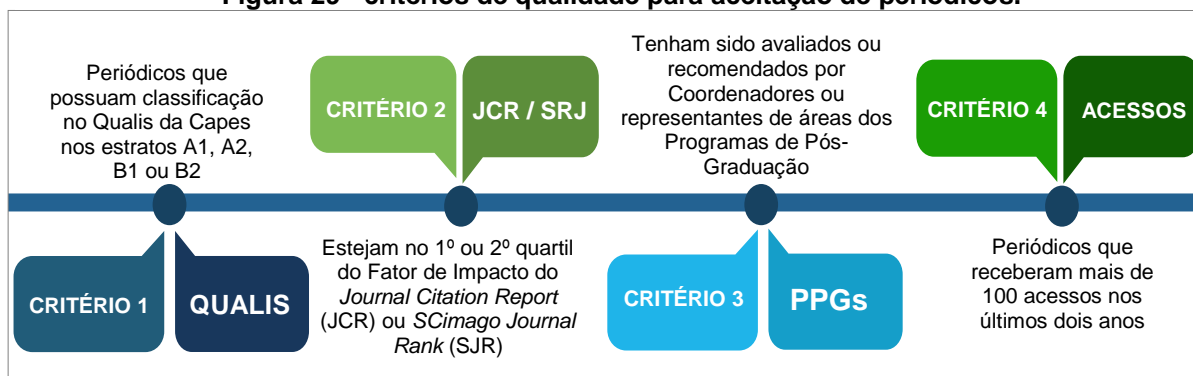 Periódicos que
possuam classificação
no Qualis da Capes
nos estratos A1, A2,
B1 ou B2
CRITÉRIO 1
QUALIS
CRITÉRIO 2
JCR / SRJ
Estejam no 1º ou 2º quartil
do Fator de Impacto do
Journal Citation Report
(JCR) ou SCimago Journal
Rank (SJR)
Tenham sido avaliados ou
recomendados por
Coordenadores ou
representantes de áreas dos
Programas de Pós-
Graduação
CRITÉRIO 3
PPGs
CRITÉRIO 4
ACESSOS
Periódicos que
receberam mais de
100 acessos nos
últimos dois anos